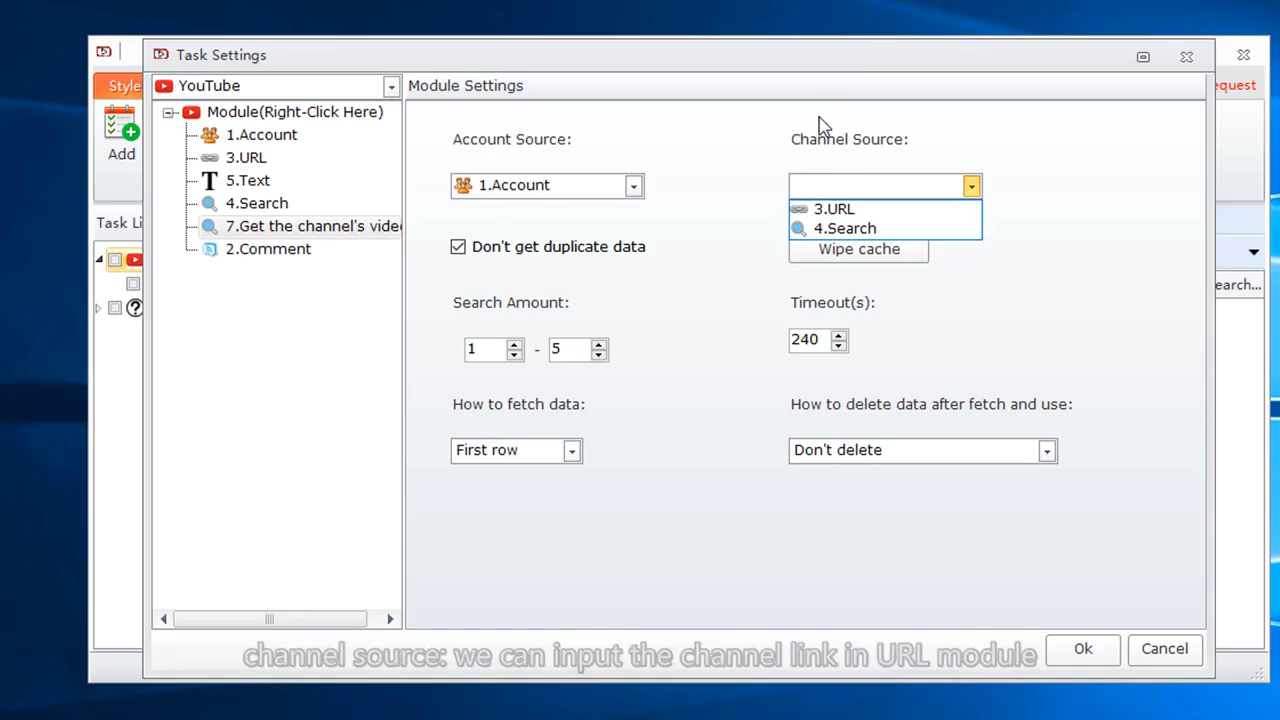 Task Settings
YouTube
Module Settings
Style
equest
Module(Right-Click Here)
1.Account
3.URL
5.Text
4.Search
7.Get the channel's vide
2.Comment
Add
Task Li
Account Source:
Channel Source:
1.Account
3.URL
4.Search
Don't get duplicate data
Wipe cache
earch...
Search Amount:
Timeout(s):
1 - 5
240
How to fetch data:
How to delete data after fetch and use:
First row
Don't delete
channel source: we can input the channel link in URL module
Ok
Cancel